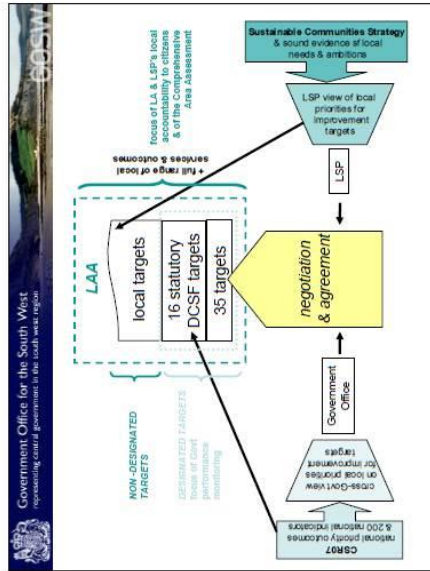 Government Office for the South West
representing central government in the south west region
GOSW
LAA
+ full range of local
services & outcomes
focus of LA & LSP's local
accountability to citizens
& of the Comprehensive
Area Assessment
NON-DESIGNATED
TARGETS
local targets
DESIGNATED TARGETS
focus of Govt
performance
monitoring
16 statutory
DCSF targets
35 targets
negotiation
& agreement
Government
Office
LSP
CSR07
national priority outcomes
& 200 national indicators
cross-Govt view
on local priorities
for improvement
targets
Sustainable Communities Strategy
& sound evidence of local
needs & ambitions
LSP view of local
priorities for
improvement
targets